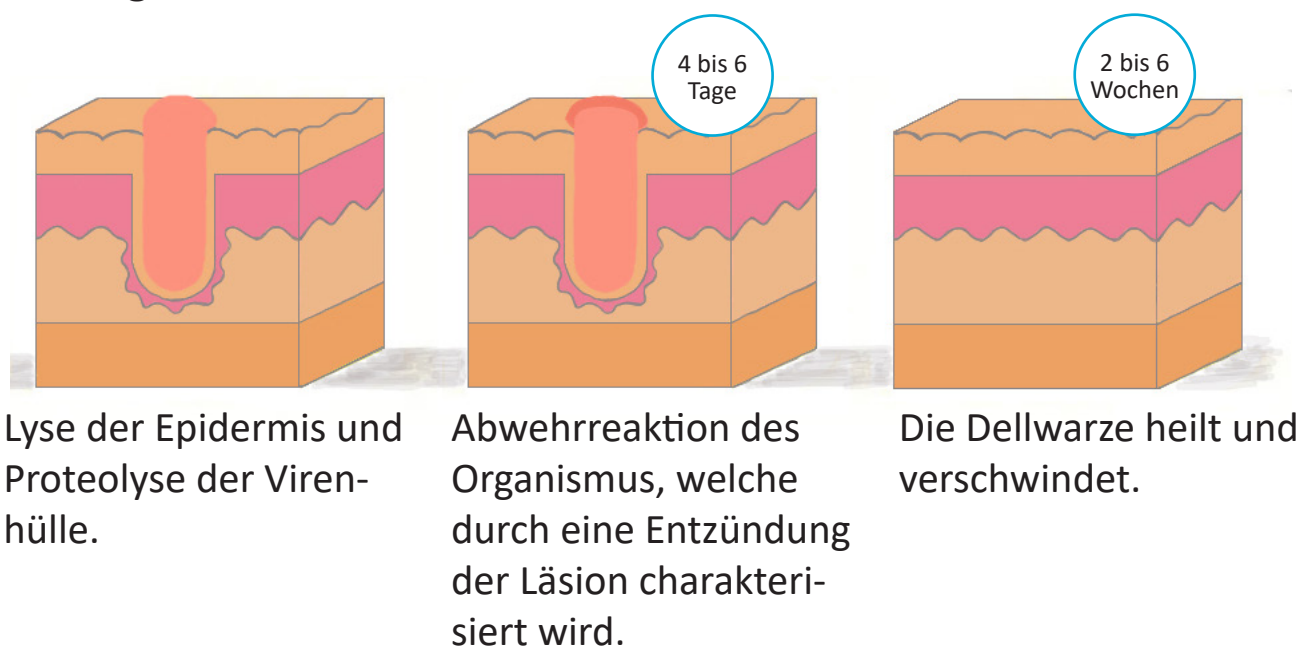 4 bis 6
Tage
2 bis 6
Wochen
Lyse der Epidermis und
Proteolyse der Viren-
hülle.
Abwehrreaktion des
Organismus, welche
durch eine Entzündung
der Läsion charakteri-
siert wird.
Die Dellwarze heilt und
verschwindet.